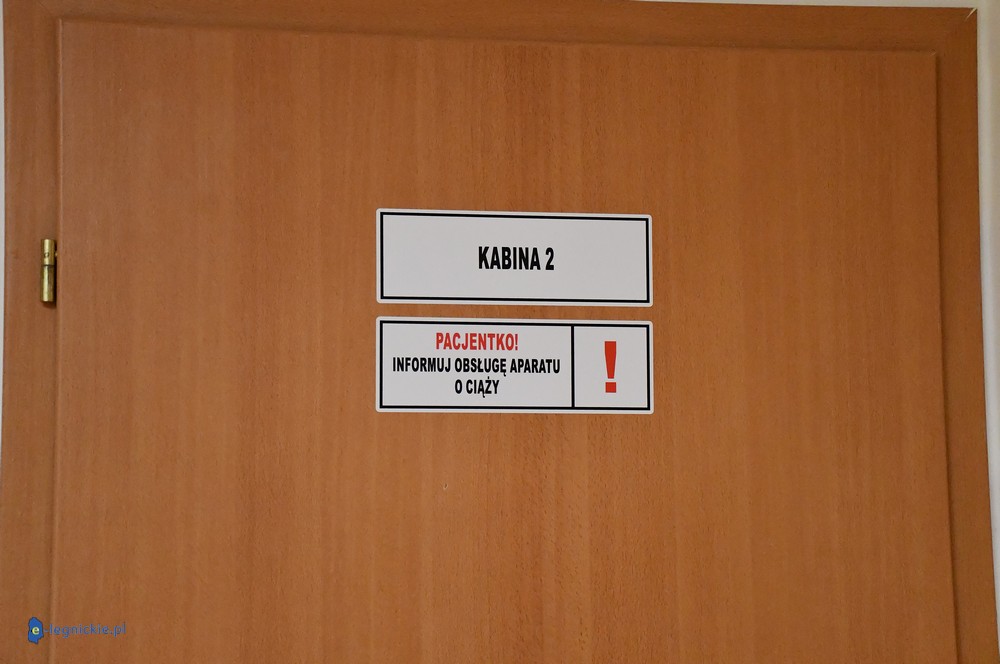 KABINA 2
PACJENTKO!
INFORMUJ OBSŁUGĘ APARATU
O CIĄŻY
!
e-legnickie.pl